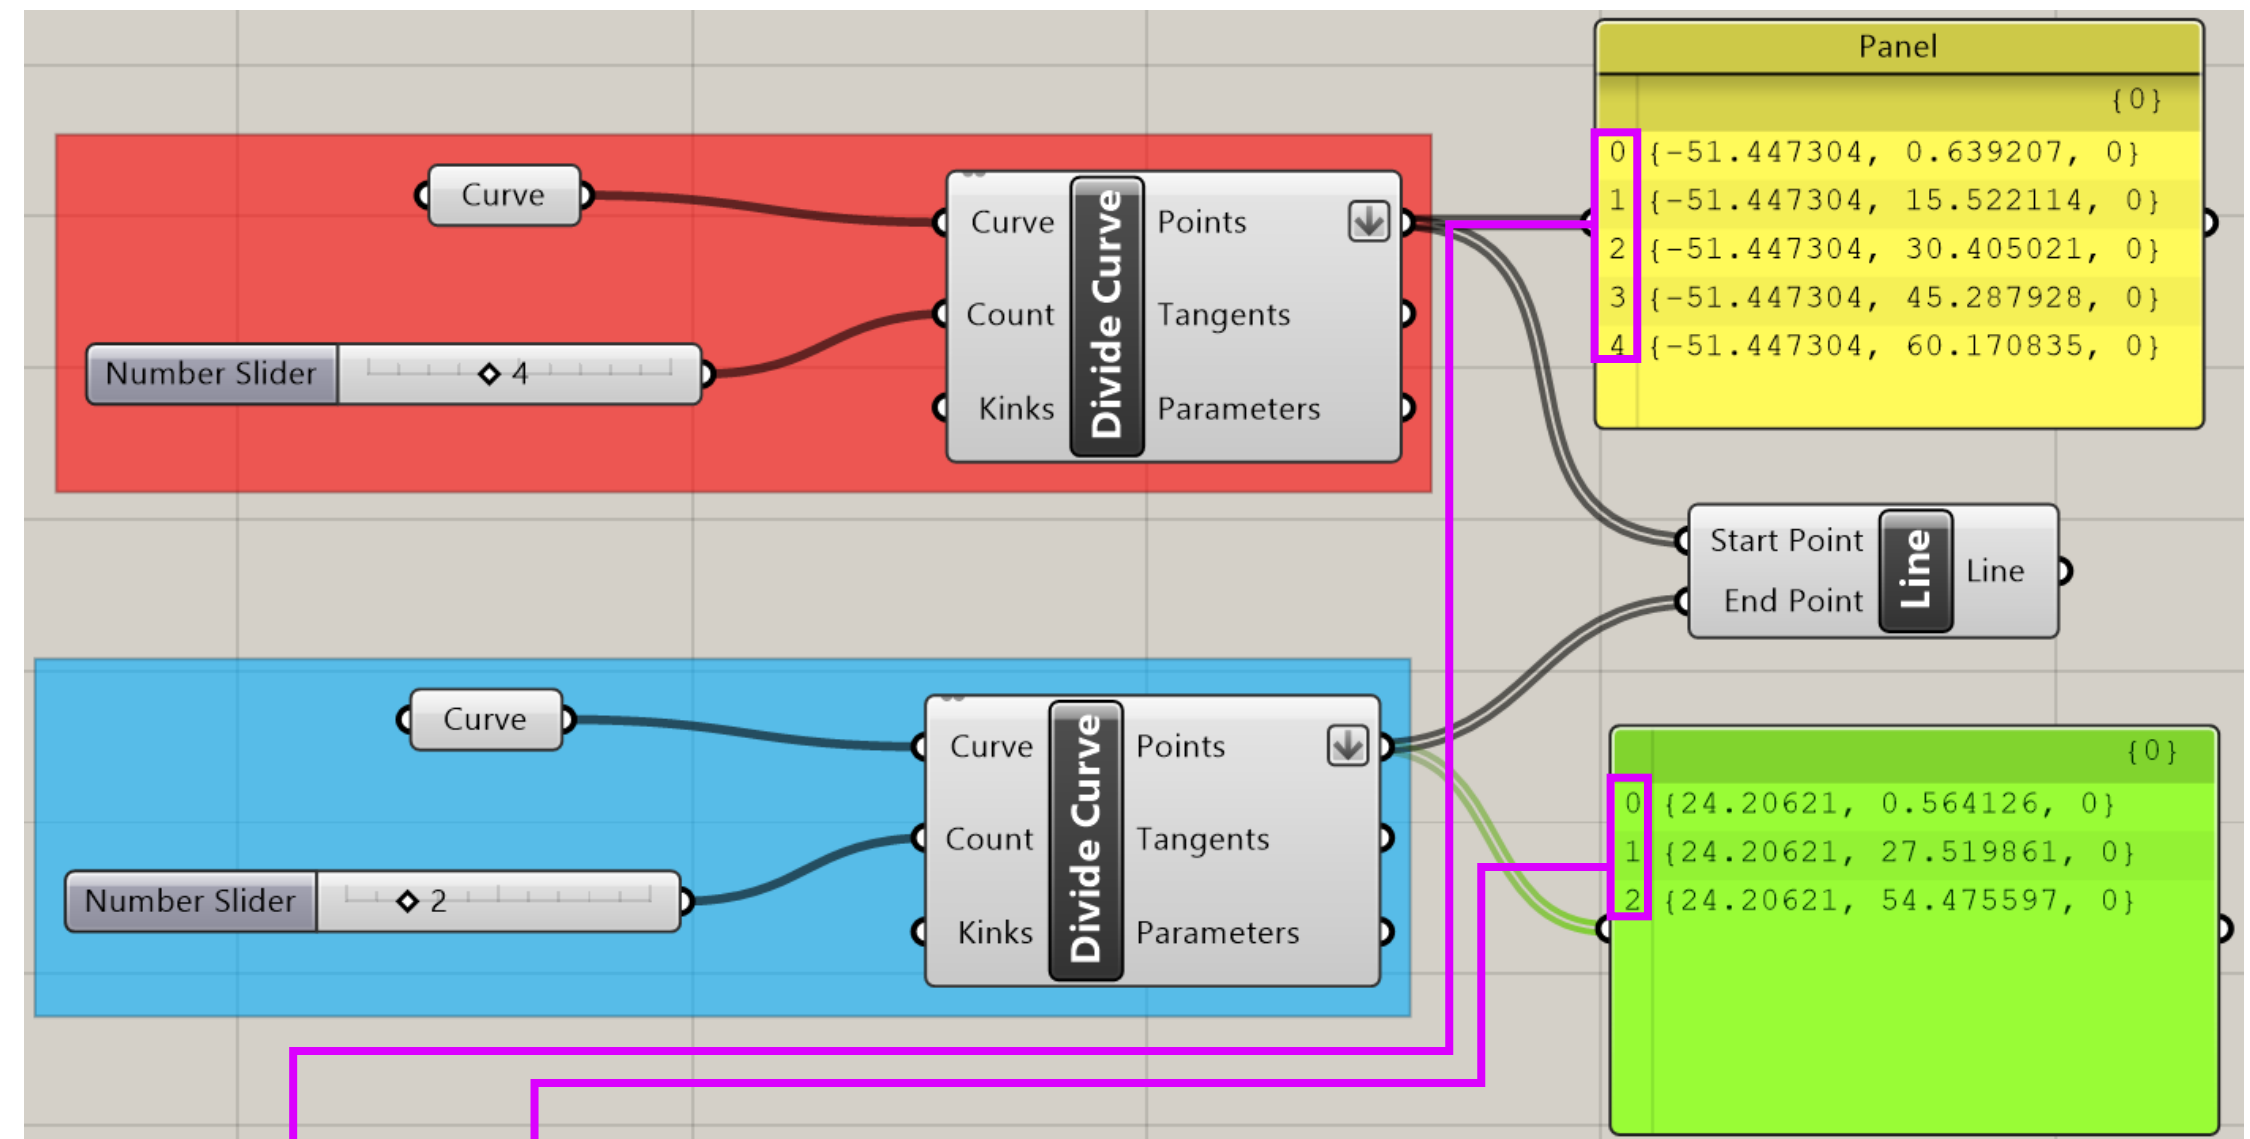 Panel
{0}
0 {-51.447304, 0.639207, 0}
1 {-51.447304, 15.522114, 0}
2 {-51.447304, 30.405021, 0}
3 {-51.447304, 45.287928, 0}
4 {-51.447304, 60.170835, 0}
Curve
Number Slider
4
Curve
Count
Kinks
Divide Curve
Points
Tangents
Parameters
Start Point
End Point
Line
Line
Curve
Number Slider
2
Curve
Count
Kinks
Divide Curve
Points
Tangents
Parameters
{0}
0 {24.20621, 0.564126, 0}
1 {24.20621, 27.519861, 0}
2 {24.20621, 54.475597, 0}